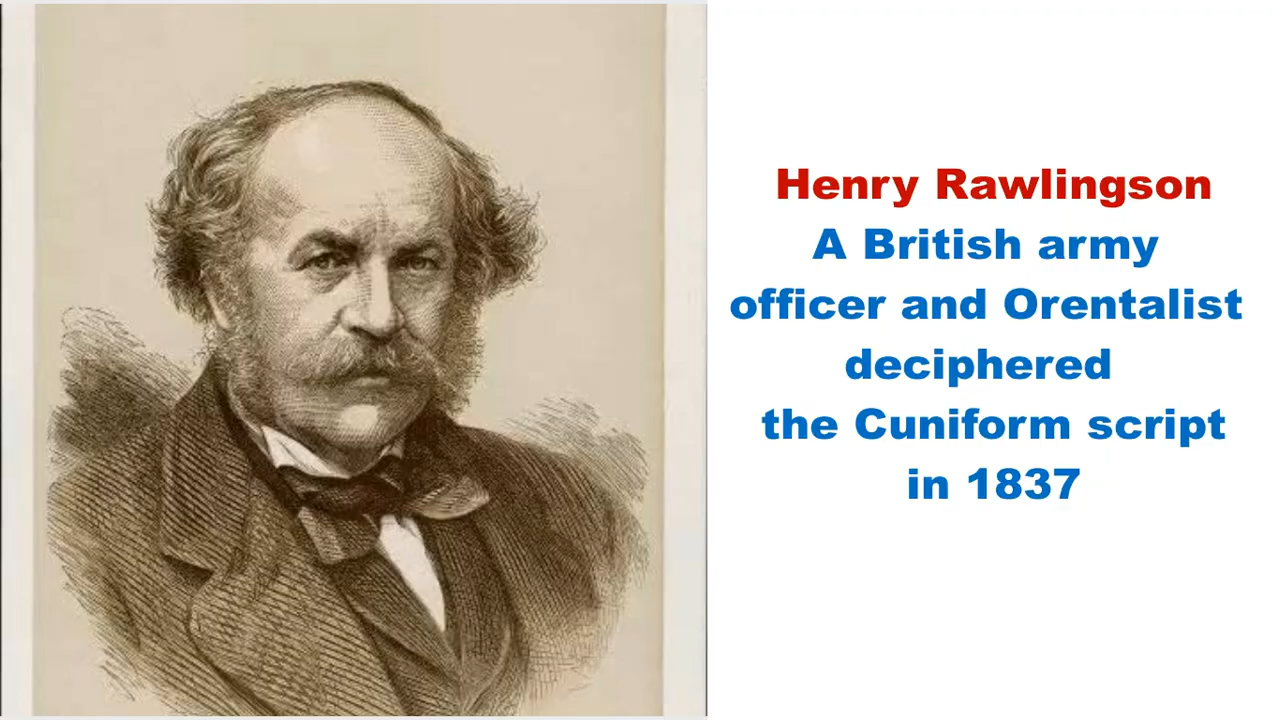 Henry Rawlingson
A British army
officer and Orentalist
deciphered
the Cuniform script
in 1837